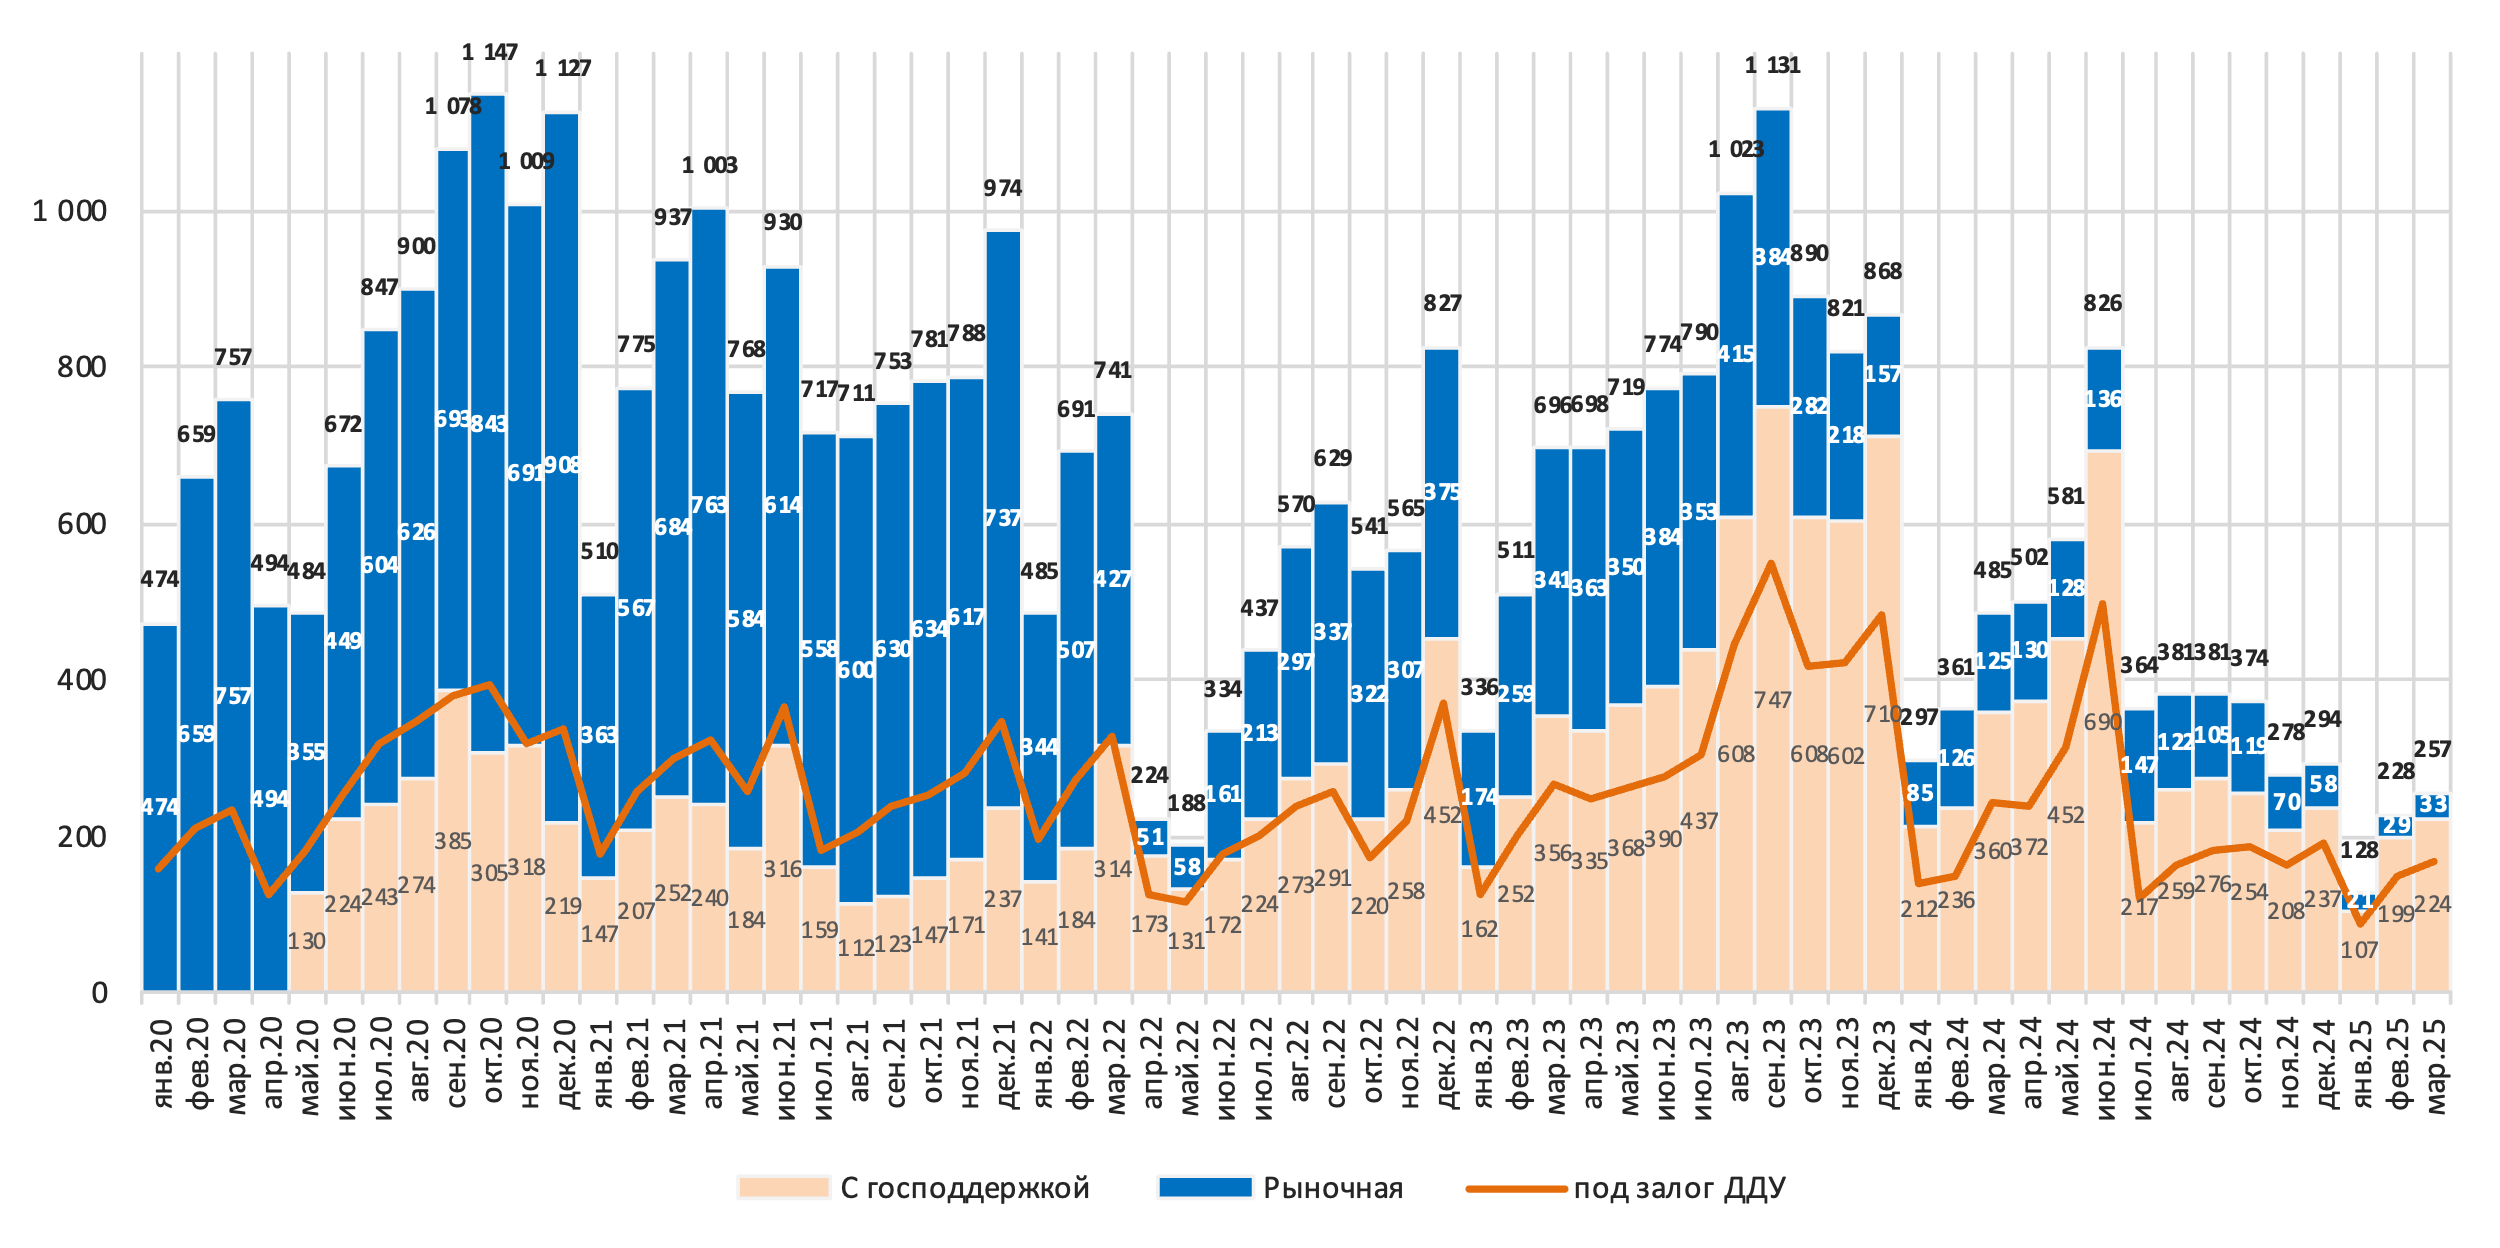 1 000
800
600
400
200
0
474 659 757 494 484 672 847 900 1 078 1 147 1 009 1 127 510 775 937 1 003 768 930 717 711 753 781 788 974 485 691 741 224 188 334 437 570 629 541 565 827 336 511 696 698 719 774 790 1 023 1 131 890 821 868 297 361 485 502 581 826 364 381 381 374 278 294 128 228 257
474 659 757 494 355 449 604 626 693 843 691 908 363 567 684 763 584 614 558 600 630 634 617 737 344 507 427 51 58 161 213 297 337 322 307 375 174 259 341 363 350 384 353 415 384 282 218 157 85 126 125 130 128 136 147 122 105 119 70 58 21 29 33
130 224 243 274 385 305 318 219 147 207 252 240 184 316 159 112 123 147 171 237 141 184 314 173 131 172 224 273 291 220 258 452 162 252 356 335 368 390 437 608 747 608 602 710 212 236 360 372 452 690 217 259 276 254 208 237 107 199 224
янв.20 фев.20 мар.20 апр.20 май.20 июн.20 июл.20 авг.20 сен.20 окт.20 ноя.20 дек.20 янв.21 фев.21 мар.21 апр.21 май.21 июн.21 июл.21 авг.21 сен.21 окт.21 ноя.21 дек.21 янв.22 фев.22 мар.22 апр.22 май.22 июн.22 июл.22 авг.22 сен.22 окт.22 ноя.22 дек.22 янв.23 фев.23 мар.23 апр.23 май.23 июн.23 июл.23 авг.23 сен.23 окт.23 ноя.23 дек.23 янв.24 фев.24 мар.24 апр.24 май.24 июн.24 июл.24 авг.24 сен.24 окт.24 ноя.24 дек.24 янв.25 фев.25 мар.25
С господдержкой Рыночная под залог ДДУ